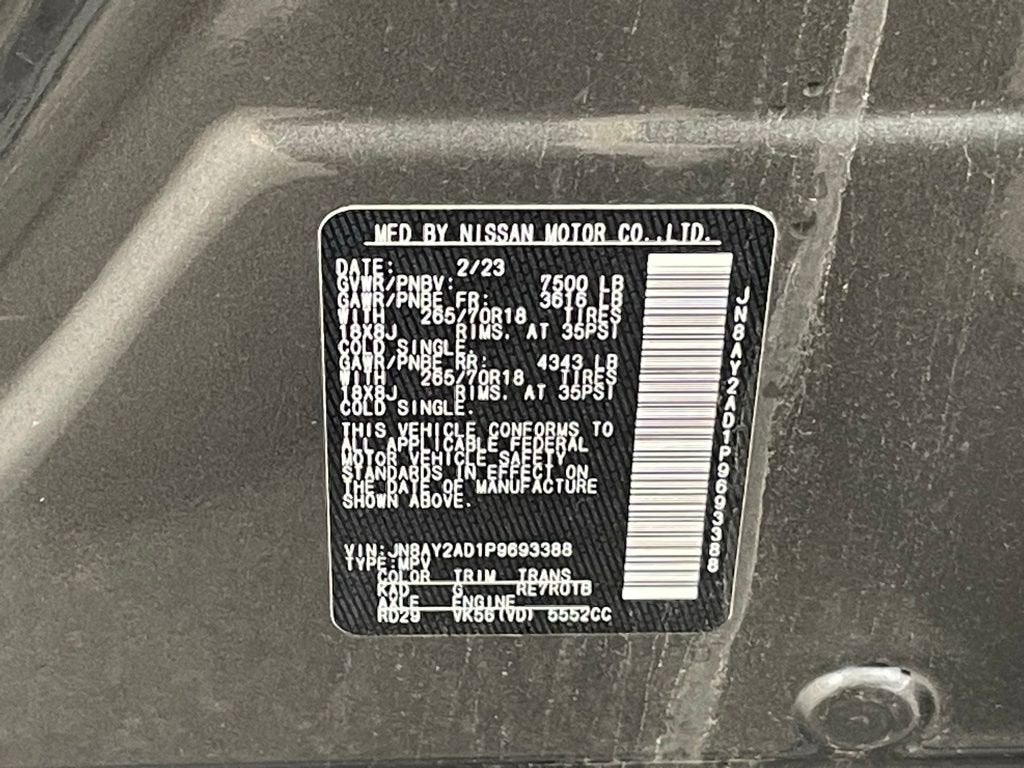 MFD BY NISSAN MOTOR CO.,LTD.
DATE: 2/23
GVWR/PNBV: 7500 LB
GAWR/PNBE FR: 3616 LB
WITH 265/70R18 TIRES
18X8J RIMS. AT 35PSI
COLD SINGLE.
GAWR/PNBE RR: 4343 LB
WITH 265/70R18 TIRES
18X8J RIMS. AT 35PSI
COLD SINGLE.
THIS VEHICLE CONFORMS TO
ALL APPLICABLE FEDERAL
MOTOR VEHICLE SAFETY
STANDARDS IN EFFECT ON
THE DATE OF MANUFACTURE
SHOWN ABOVE.
VIN:JN8AY2AD1P9693388
TYPE:MPV
COLOR TRIM TRANS
KAD G RE7R01B
AXLE ENGINE
RD29 VK56(VD) 5552CC
JN8AY2AD1P9693388